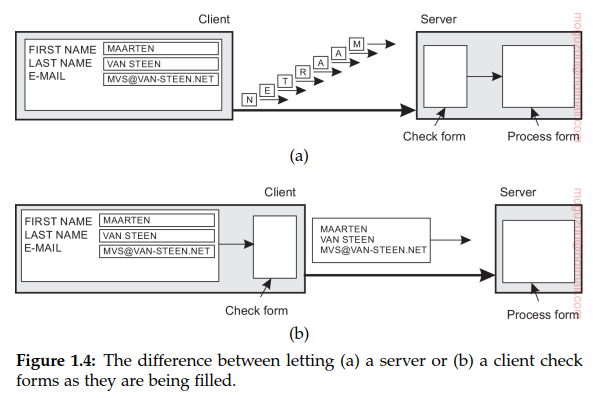 Client
Server
FIRST NAME MAARTEN
LAST NAME VAN STEEN
E-MAIL MVS@VAN-STEEN.NET
M
A
A
R
T
E
N
Check form
Process form
(a)
Client
Server
FIRST NAME MAARTEN
LAST NAME VAN STEEN
E-MAIL MVS@VAN-STEEN.NET
MAARTEN
VAN STEEN
MVS@VAN-STEEN.NET
Check form
Process form
(b)
Figure 1.4: The difference between letting (a) a server or (b) a client check
forms as they are being filled.